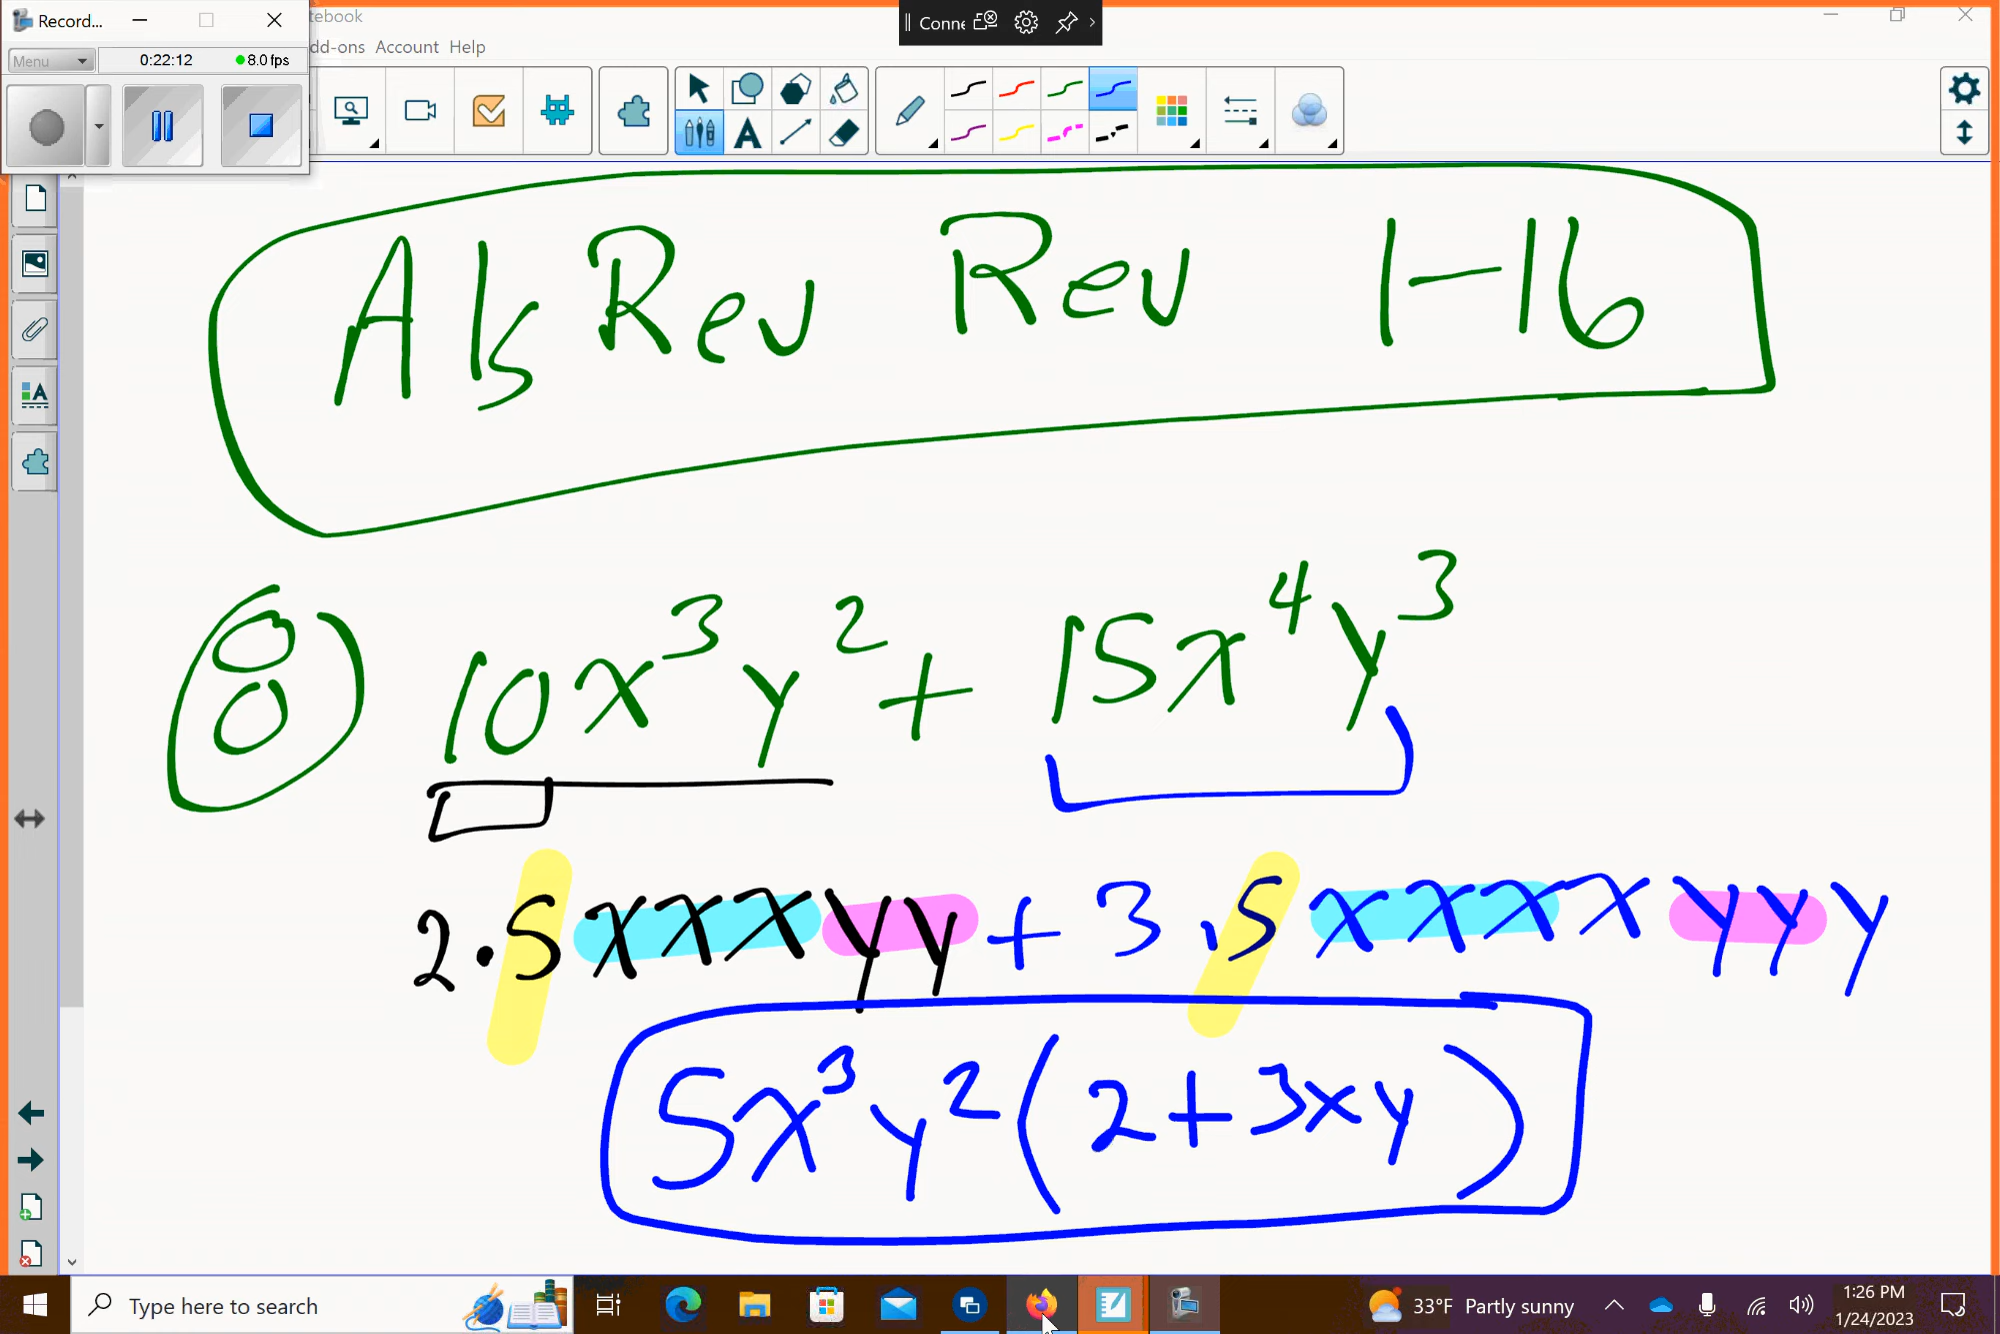 Record...
tebook
Conne
Menu
0:22:12
8.0 fps
dd-ons Account Help
Alg Rev Rev 1-16
8) 10x³y² + 15x⁴y³
2·5xxxyy + 3·5xxxxyyy
5x³y²(2+3xy)
Type here to search
33°F Partly sunny
1:26 PM
1/24/2023